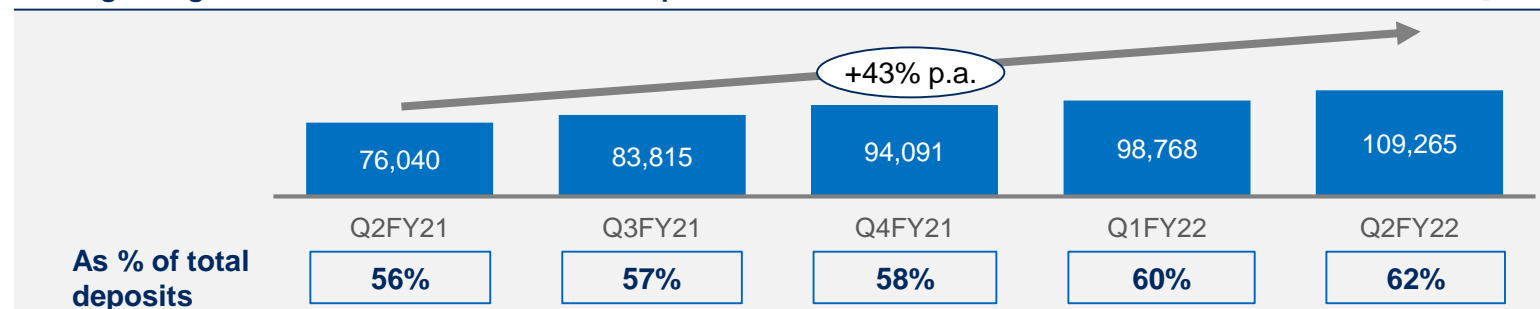 +43% p.a.
76,040 83,815 94,091 98,768 109,265
Q2FY21 Q3FY21 Q4FY21 Q1FY22 Q2FY22
As % of total
deposits
56% 57% 58% 60% 62%